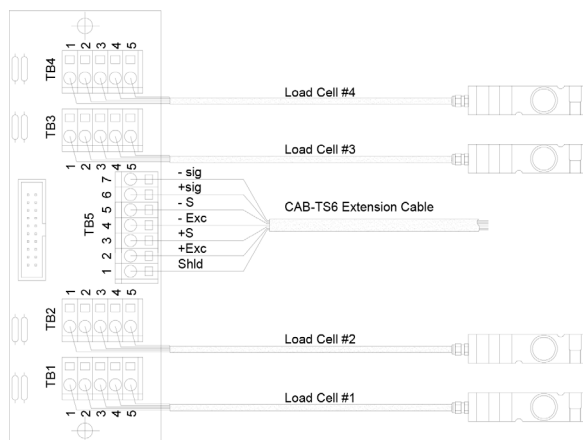 1 2 3 4 5
TB4
Load Cell #4
TB3
Load Cell #3
1 2 3 4 5
TB5
7 - sig
6 +sig
5 - S
4 - Exc
3 +S
2 +Exc
1 Shld
CAB-TS6 Extension Cable
1 2 3 4 5
TB2
Load Cell #2
TB1
Load Cell #1
1 2 3 4 5